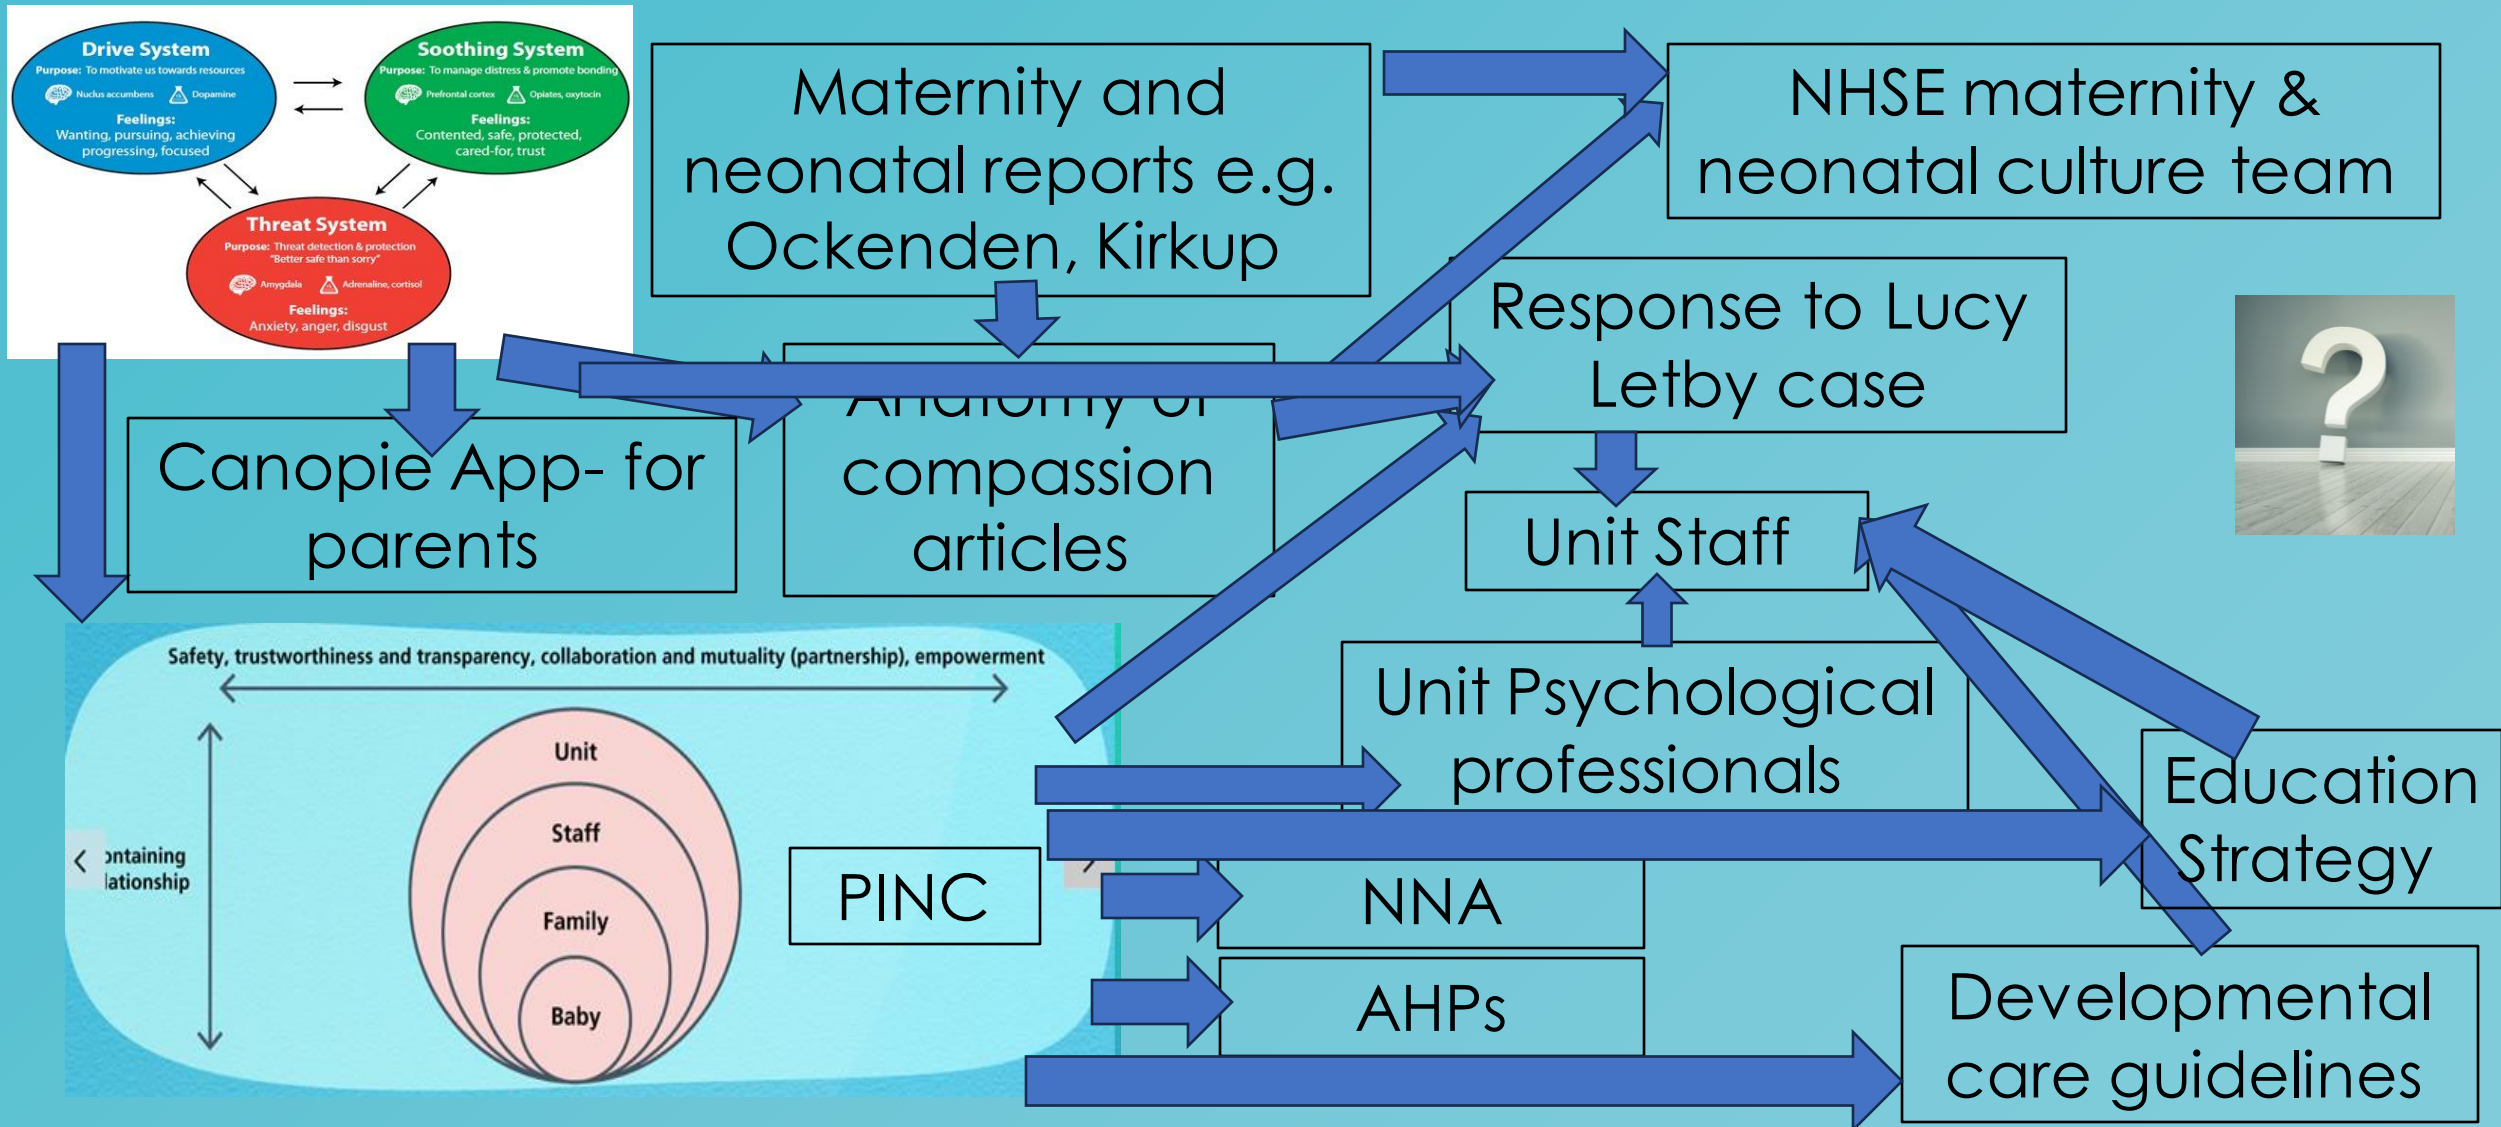 Drive System
Purpose: To motivate us towards resources
Nuclus accumbens Dopamine
Feelings:
Wanting, pursuing, achieving
progressing, focused
Soothing System
Purpose: To manage distress & promote bonding
Prefrontal cortex Opiates, oxytocin
Feelings:
Contented, safe, protected,
cared-for, trust
Threat System
Purpose: Threat detection & protection
"Better safe than sorry"
Amygdala Adrenaline, cortisol
Feelings:
Anxiety, anger, disgust
Maternity and
neonatal reports e.g.
Ockenden, Kirkup
NHSE maternity &
neonatal culture team
Response to Lucy
Letby case
?
Canopie App- for
parents
Anatomy of
compassion
articles
Unit Staff
Safety, trustworthiness and transparency, collaboration and mutuality (partnership), empowerment
ontaining
lationship
Unit
Staff
Family
Baby
PINC
Unit Psychological
professionals
Education
Strategy
NNA
AHPs
Developmental
care guidelines